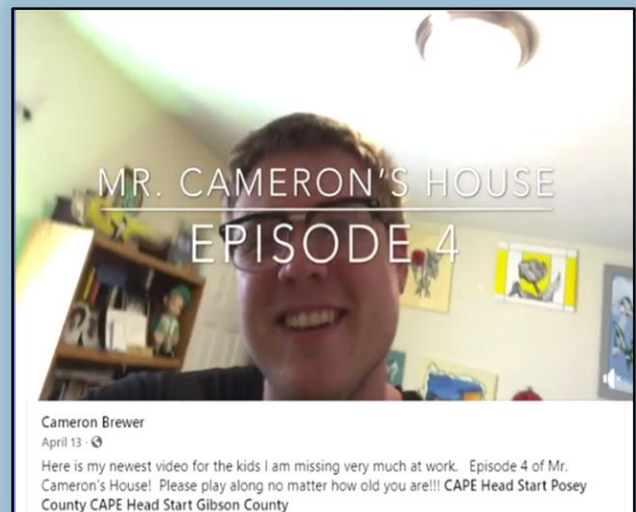 MR. CAMERON'S HOUSE
EPISODE 4
Cameron Brewer
April 13 ·
Here is my newest video for the kids I am missing very much at work. Episode 4 of Mr.
Cameron's House! Please play along no matter how old you are!!! CAPE Head Start Posey
County CAPE Head Start Gibson County